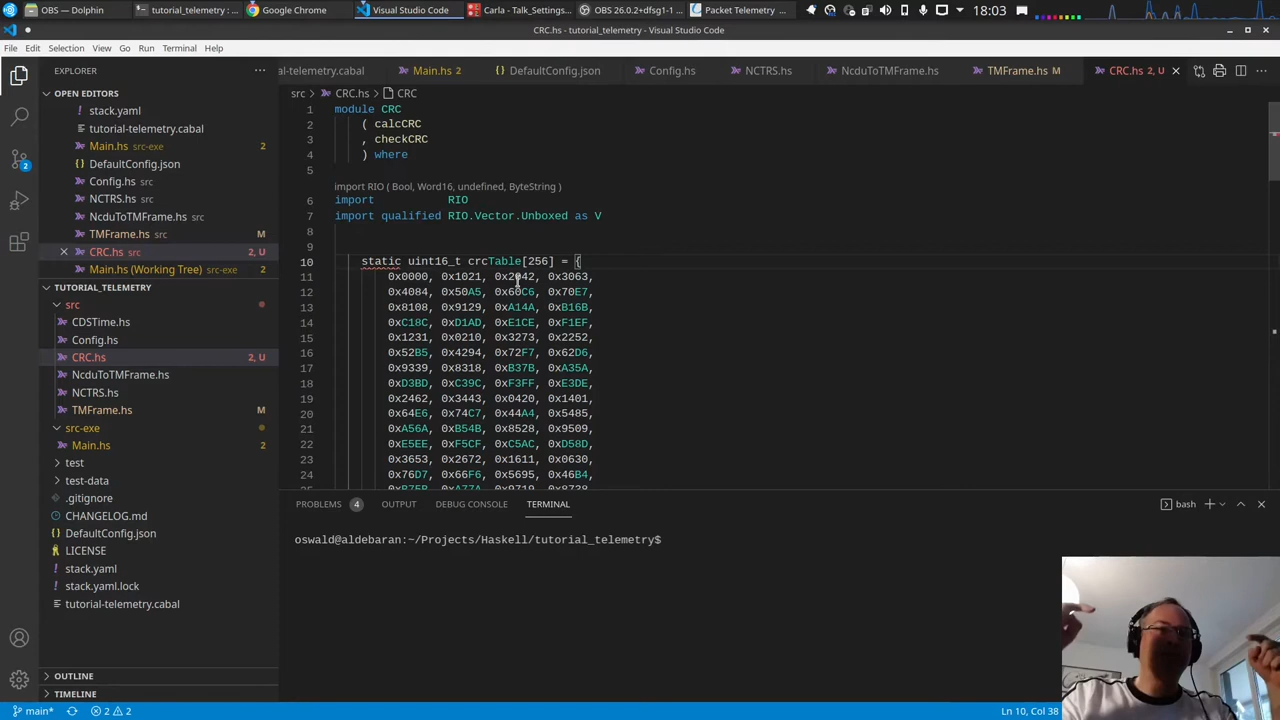 OBS – Desktop
tutorial_telemetry : ...
Google Chrome
Visual Studio Code
Carla - Talk_Settings...
OBS 26.0.2+dfsg1-1 ...
Packet Telemetry ...
18:03
CRC.hs - tutorial_telemetry - Visual Studio Code
File Edit Selection View Go Run Terminal Help
EXPLORER
OPEN EDITORS
stack.yaml
tutorial-telemetry.cabal
Main.hs src-exe 2
DefaultConfig.json
Config.hs src
NCTRS.hs src
NcduToTMFrame.hs src
TMFrame.hs src M
CRC.hs src 2, U
Main.hs (Working Tree) 2
TUTORIAL_TELEMETRY
src
CDSTime.hs
Config.hs
CRC.hs 2, U
NcduToTMFrame.hs
NCTRS.hs
TMFrame.hs M
src-exe
Main.hs 2
test
test-data
.gitignore
CHANGELOG.md
DefaultConfig.json
LICENSE
stack.yaml
stack.yaml.lock
tutorial-telemetry.cabal
OUTLINE
TIMELINE
al-telemetry.cabal Main.hs 2 DefaultConfig.json Config.hs NCTRS.hs NcduToTMFrame.hs TMFrame.hs M CRC.hs 2, U
src > CRC.hs > CRC
1 module CRC
2 ( calcCRC
3 , checkCRC
4 ) where
5
import RIO ( Bool, Word16, undefined, ByteString )
6 import RIO
7 import qualified RIO.Vector.Unboxed as V
8
9
10 static uint16_t crcTable[256] = {
11 0x0000, 0x1021, 0x2042, 0x3063,
12 0x4084, 0x50A5, 0x60C6, 0x70E7,
13 0x8108, 0x9129, 0xA14A, 0xB16B,
14 0xC18C, 0xD1AD, 0xE1CE, 0xF1EF,
15 0x1231, 0x0210, 0x3273, 0x2252,
16 0x52B5, 0x4294, 0x72F7, 0x62D6,
17 0x9339, 0x8318, 0xB37B, 0xA35A,
18 0xD3BD, 0xC39C, 0xF3FF, 0xE3DE,
19 0x2462, 0x3443, 0x0420, 0x1401,
20 0x64E6, 0x74C7, 0x44A4, 0x5485,
21 0xA56A, 0xB54B, 0x8528, 0x9509,
22 0xE5EE, 0xF5CF, 0xC5AC, 0xD58D,
23 0x3653, 0x2672, 0x1611, 0x0630,
24 0x76D7, 0x66F6, 0x5695, 0x46B4,
PROBLEMS 4 OUTPUT DEBUG CONSOLE TERMINAL
bash
oswald@aldebaran:~/Projects/Haskell/tutorial_telemetry$
main* 2 2
Ln 10, Col 38
2